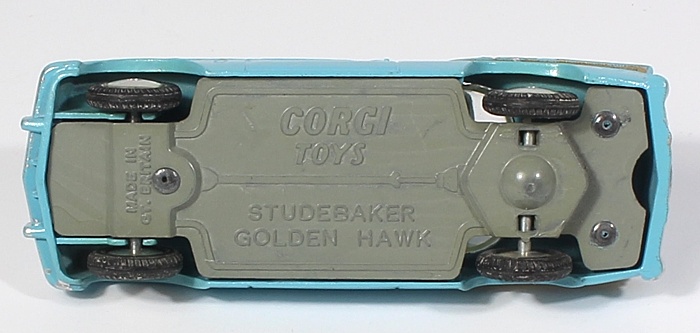 CORGI
TOYS
STUDEBAKER
GOLDEN HAWK
MADE IN
GT. BRITAIN